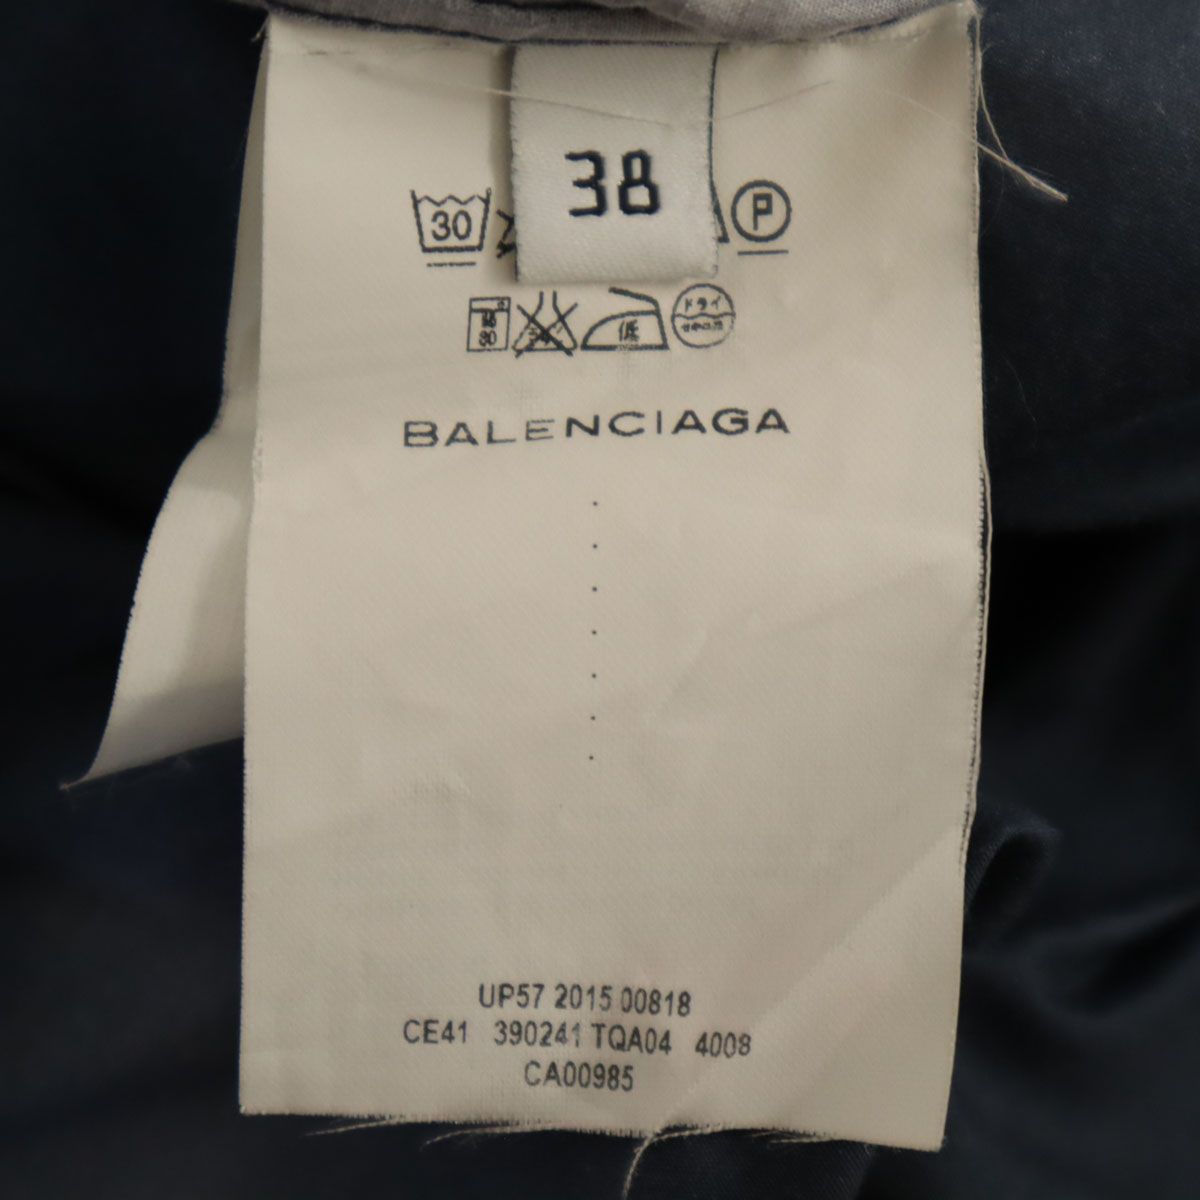 38
30 P
30 低 ドライ
BALENCIAGA
UP57 2015 00818
CE41 390241 TQA04 4008
CA00985